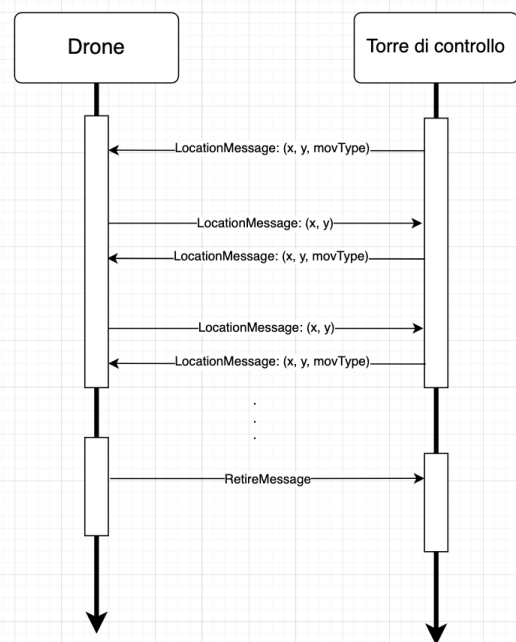 Drone
Torre di controllo
LocationMessage: (x, y, movType)
LocationMessage: (x, y)
LocationMessage: (x, y, movType)
LocationMessage: (x, y)
LocationMessage: (x, y, movType)
.
.
.
RetireMessage